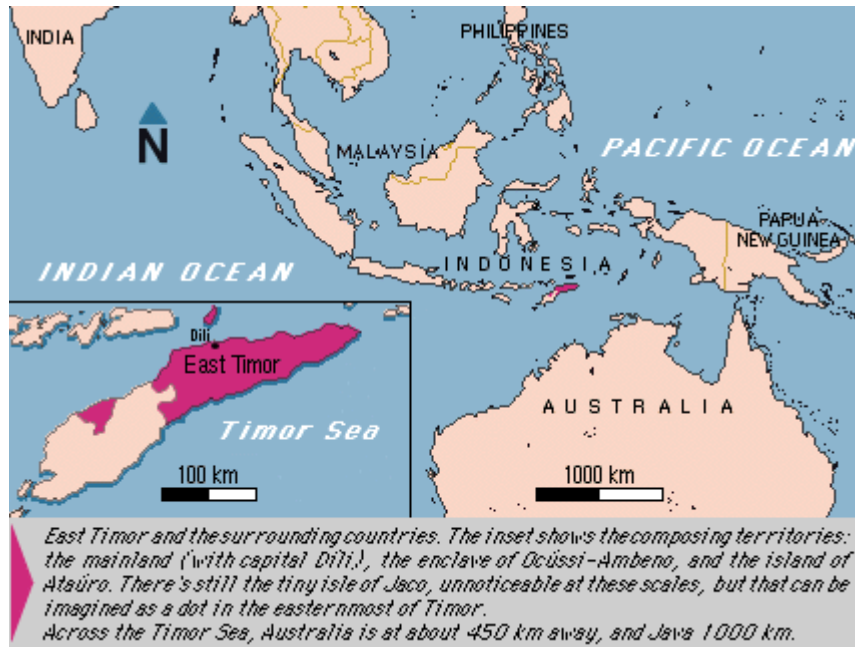 INDIA
PHILIPPINES
N
MALAYSIA
PACIFIC OCEAN
PAPUA
NEW GUINEA
INDONESIA
INDIAN OCEAN
Dili
East Timor
Timor Sea
AUSTRALIA
100 km
1000 km
East Timor and the surrounding countries. The inset shows the composing territories:
the mainland (with capital Dili), the enclave of Ocússi-Ambeno, and the island of
Ataúro. There's still the tiny isle of Jaco, unnoticeable at these scales, but that can be
imagined as a dot in the easternmost of Timor.
Across the Timor Sea, Australia is at about 450 km away, and Java 1000 km.